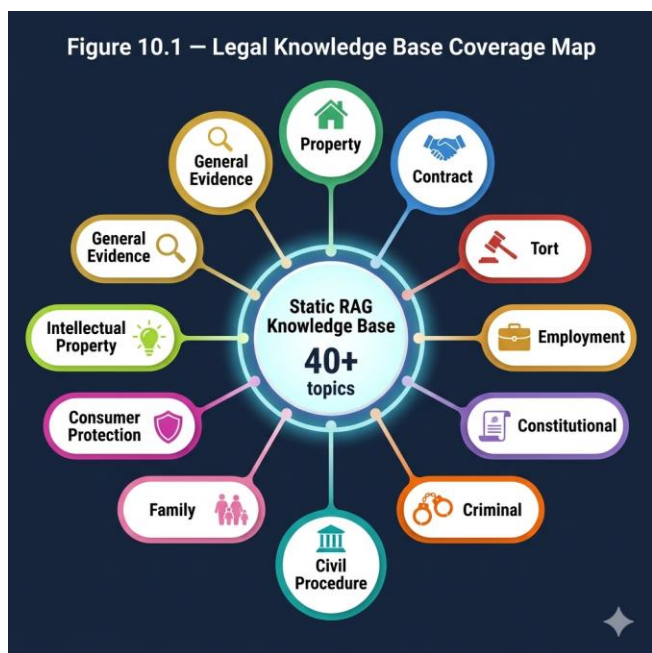 Figure 10.1 — Legal Knowledge Base Coverage Map
Property
General
Evidence
Contract
General
Evidence
Tort
Static RAG
Knowledge Base
40+
topics
Intellectual
Property
Employment
Consumer
Protection
Constitutional
Family
Criminal
Civil
Procedure